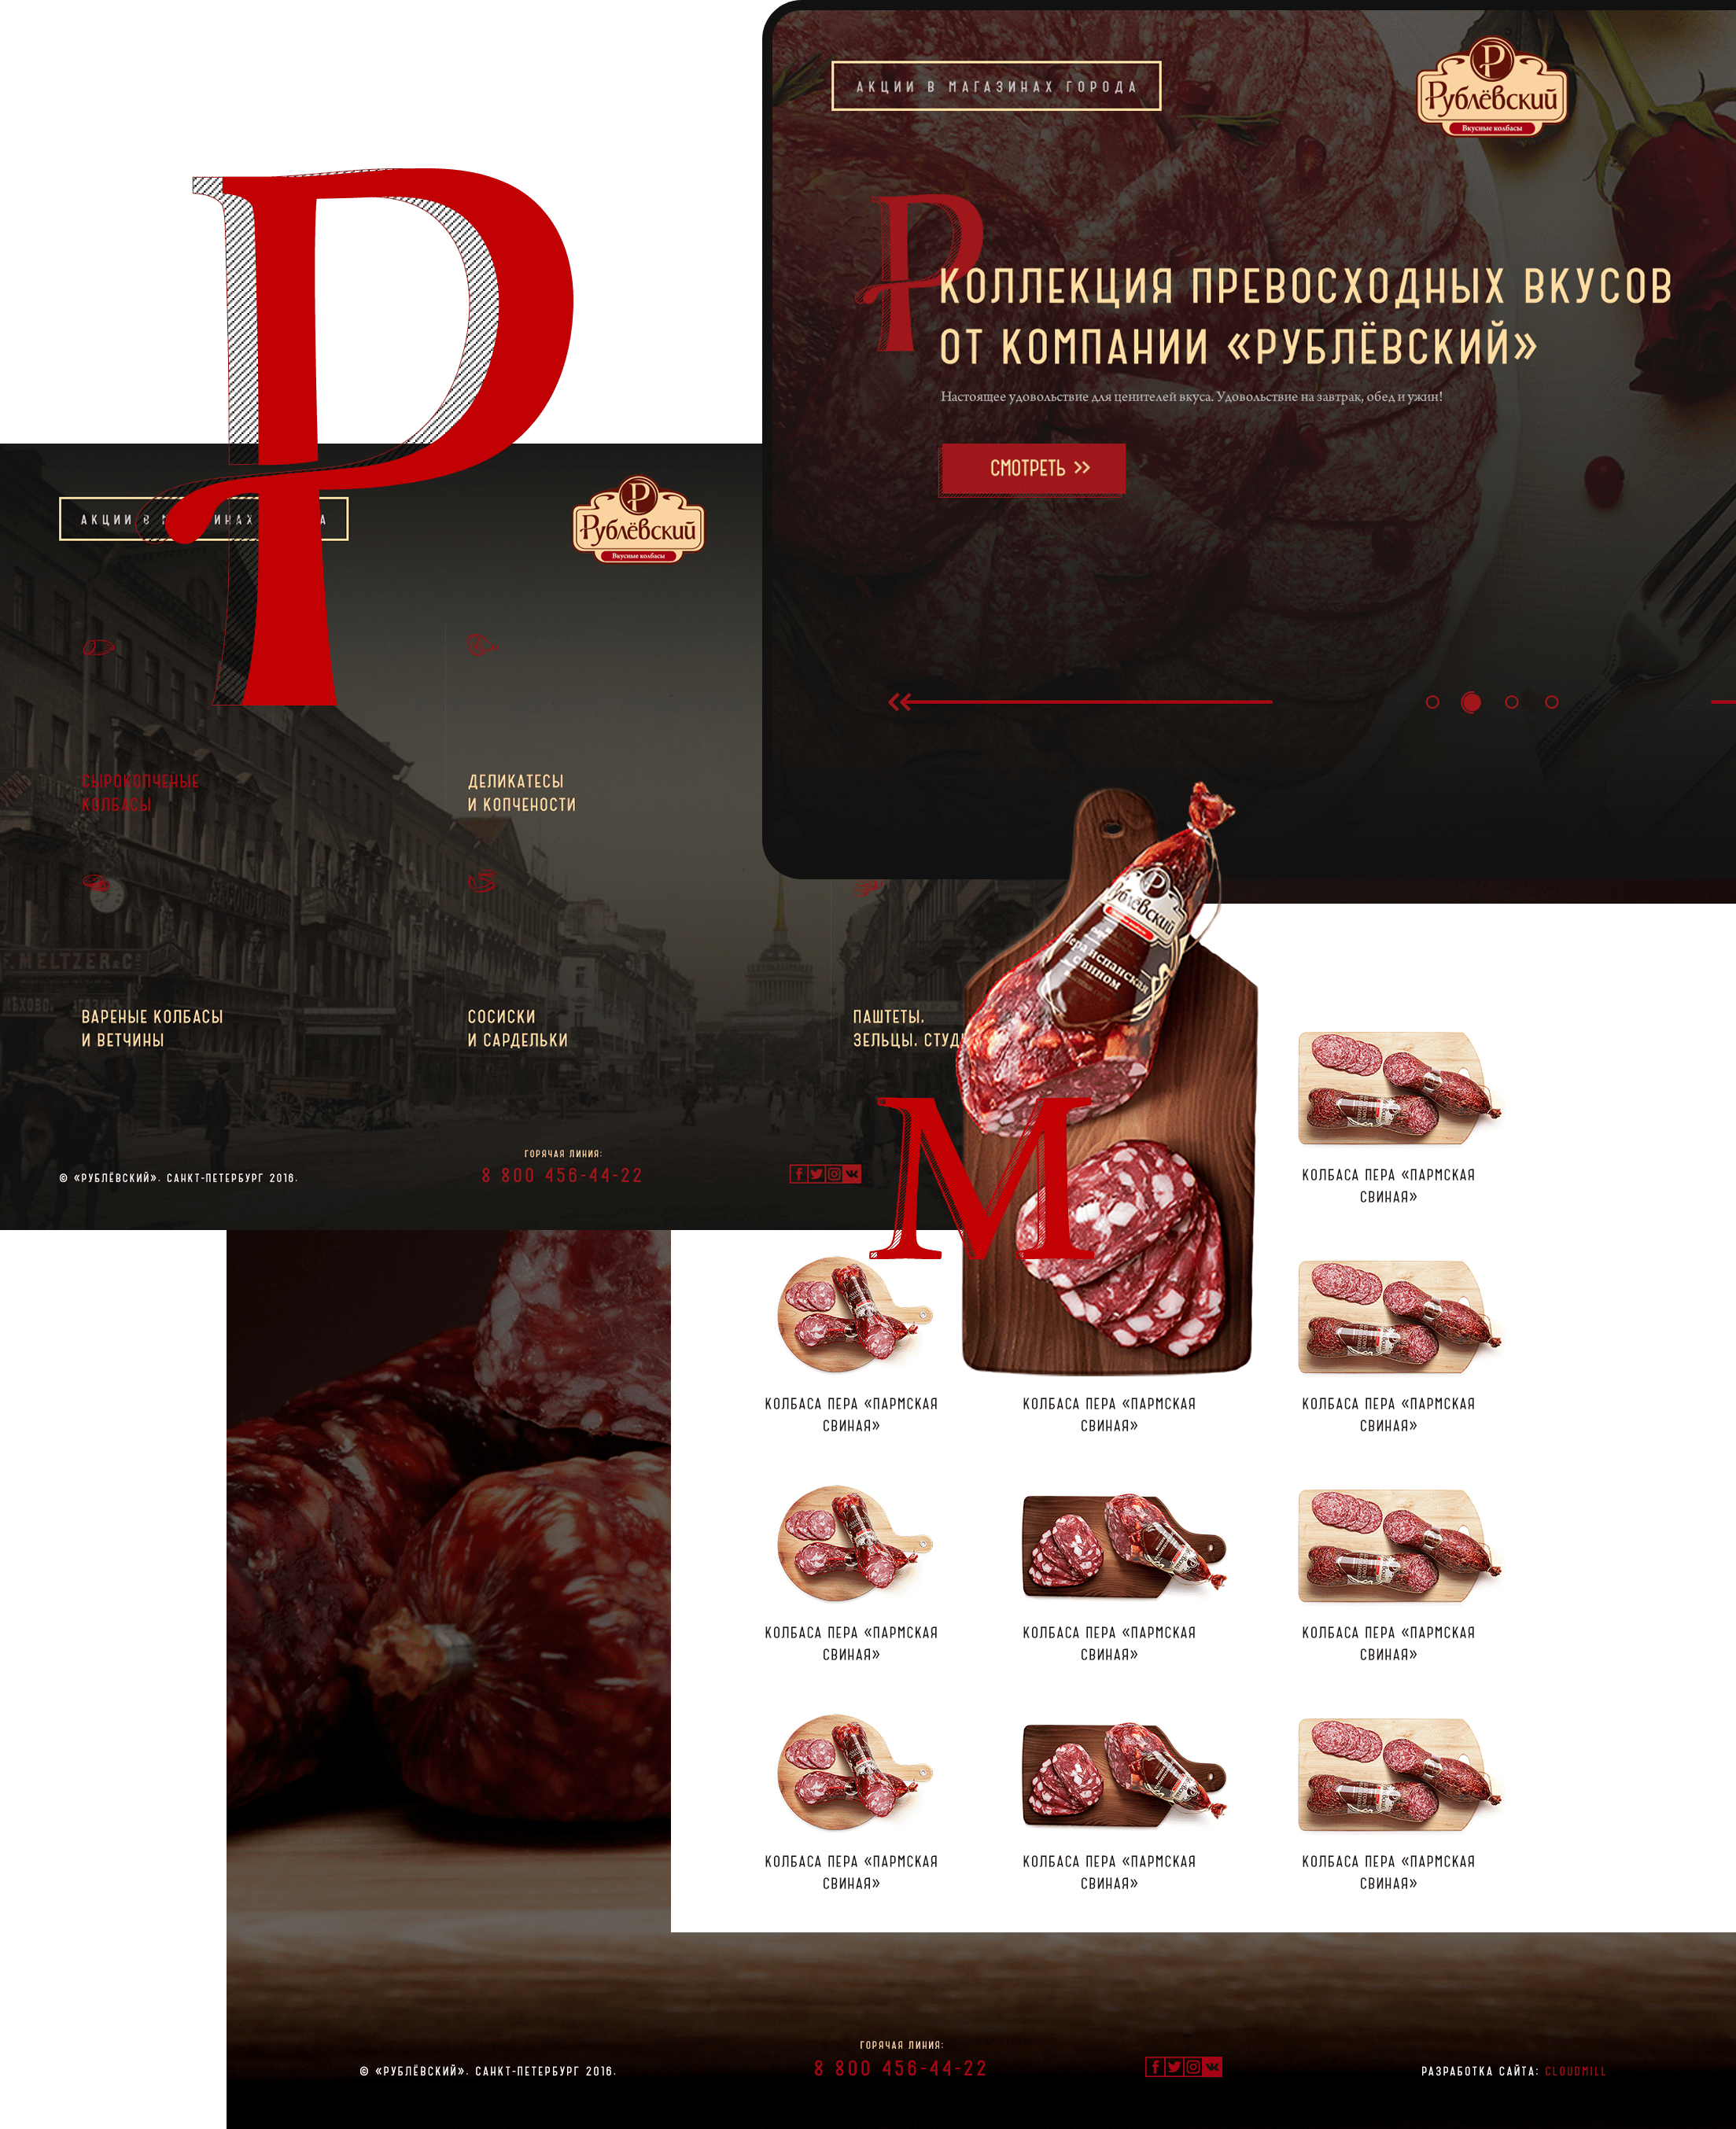 АКЦИИ В МАГАЗИНАХ ГОРОДА
Р
Рублёвский
Вкусные колбасы
Р
КОЛЛЕКЦИЯ ПРЕВОСХОДНЫХ ВКУСОВ
ОТ КОМПАНИИ «РУБЛЁВСКИЙ»
Настоящее удовольствие для ценителей вкуса. Удовольствие на завтрак, обед и ужин!
СМОТРЕТЬ >>
Р
АКЦИИ В
Р
Рублёвский
Вкусные колбасы
СЫРОКОПЧЕНЫЕ
КОЛБАСЫ
ДЕЛИКАТЕСЫ
И КОПЧЕНОСТИ
F. MELTZER & C
ВАРЕНЫЕ КОЛБАСЫ
И ВЕТЧИНЫ
СОСИСКИ
И САРДЕЛЬКИ
ПАШТЕТЫ,
ЗЕЛЬЦЫ,
© «РУБЛЁВСКИЙ». САНКТ-ПЕТЕРБУРГ 2016.
ГОРЯЧАЯ ЛИНИЯ:
8 800 456-44-22
Рублёвский
Пера испанская
с вином
М
КОЛБАСА ПЕРА «ПАРМСКАЯ
СВИНАЯ»
КОЛБАСА ПЕРА «ПАРМСКАЯ
СВИНАЯ»
КОЛБАСА ПЕРА «ПАРМСКАЯ
СВИНАЯ»
КОЛБАСА ПЕРА «ПАРМСКАЯ
СВИНАЯ»
КОЛБАСА ПЕРА «ПАРМСКАЯ
СВИНАЯ»
КОЛБАСА ПЕРА «ПАРМСКАЯ
СВИНАЯ»
КОЛБАСА ПЕРА «ПАРМСКАЯ
СВИНАЯ»
КОЛБАСА ПЕРА «ПАРМСКАЯ
СВИНАЯ»
КОЛБАСА ПЕРА «ПАРМСКАЯ
СВИНАЯ»
КОЛБАСА ПЕРА «ПАРМСКАЯ
СВИНАЯ»
© «РУБЛЁВСКИЙ». САНКТ-ПЕТЕРБУРГ 2016.
ГОРЯЧАЯ ЛИНИЯ:
8 800 456-44-22
РАЗРАБОТКА САЙТА: CLOUDMILL